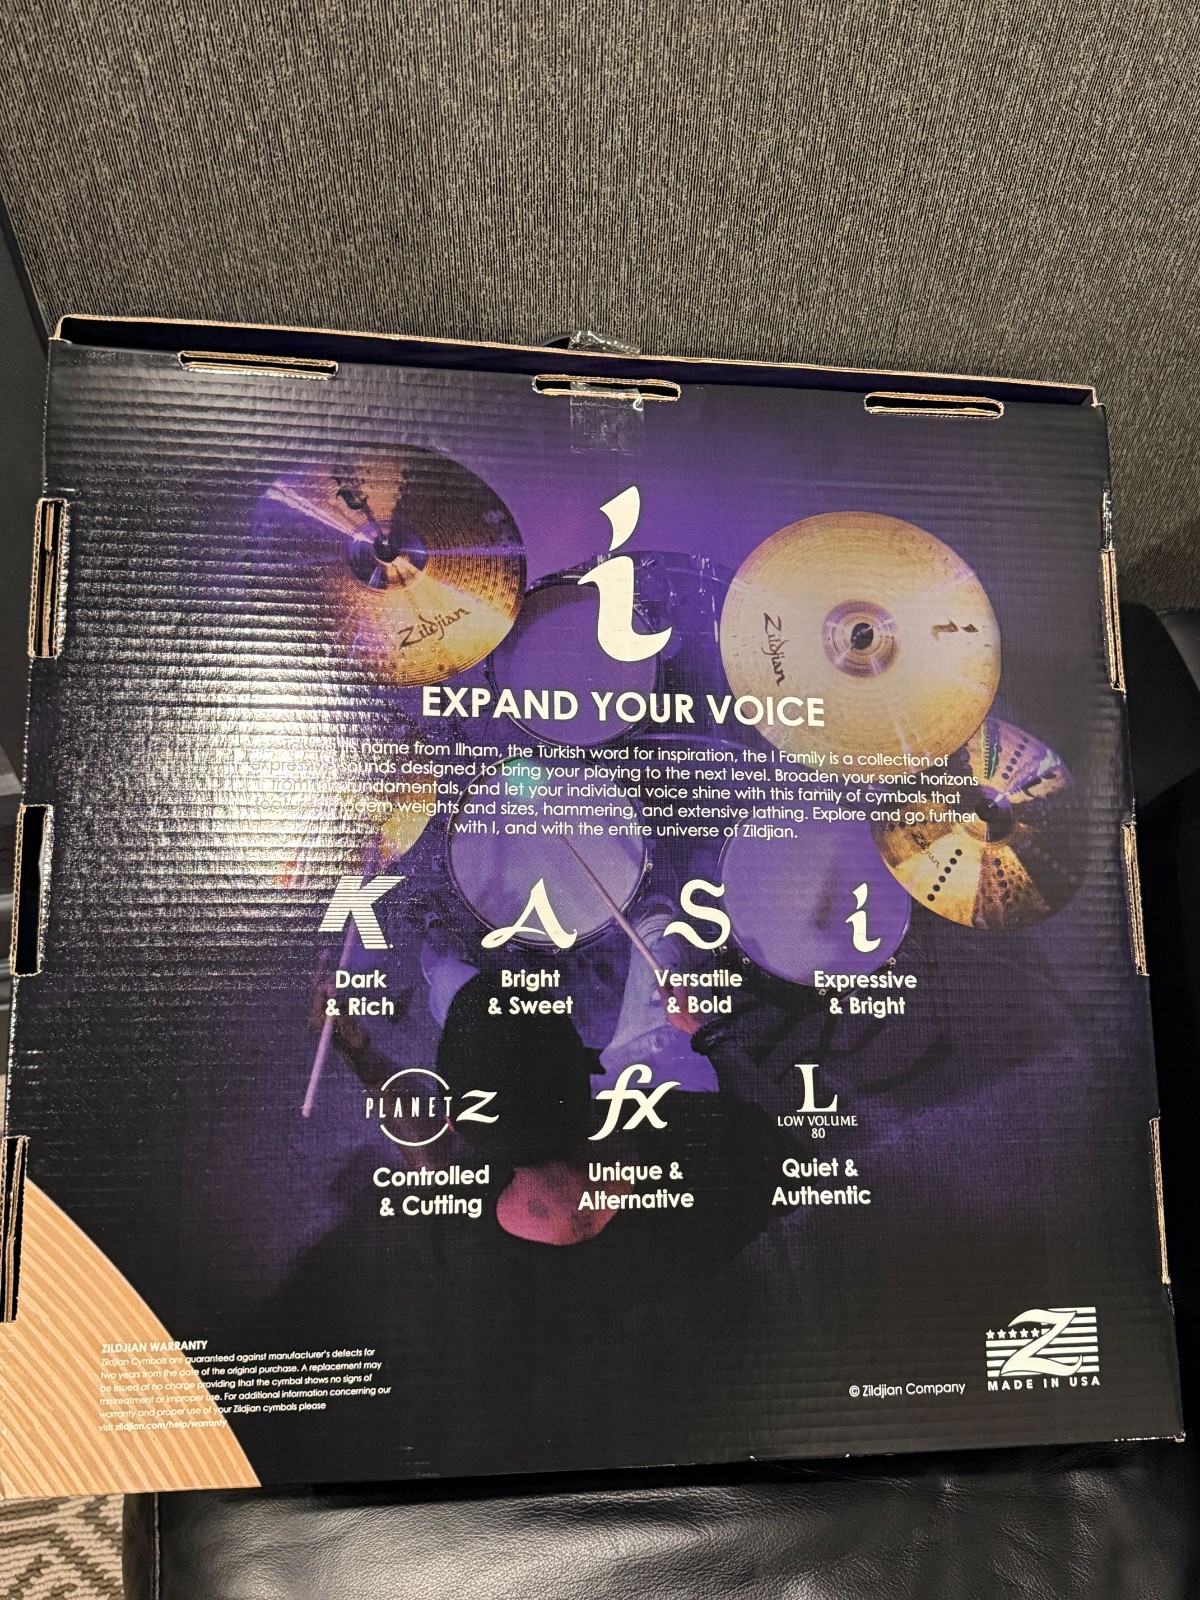 Zildjian
Zildjian
i
i
EXPAND YOUR VOICE
its name from Ilham, the Turkish word for inspiration, the I Family is a collection of
sounds designed to bring your playing to the next level. Broaden your sonic horizons
from fundamentals, and let your individual voice shine with this family of cymbals that
modern weights and sizes, hammering, and extensive lathing. Explore and go further
with I, and with the entire universe of Zildjian.
Zildjian
K A S i
Dark Bright Versatile Expressive
& Rich & Sweet & Bold & Bright
PLANET Z fx L
LOW VOLUME
80
Controlled Unique & Quiet &
& Cutting Alternative Authentic
ZILDJIAN WARRANTY
Zildjian Cymbals are guaranteed against manufacturer's defects for
two years from the date of the original purchase. A replacement may
be issued at no charge providing that the cymbal shows no signs of
mistreatment or improper use. For additional information concerning our
warranty and proper use of your Zildjian cymbals please
visit zildjian.com/help/warranty
© Zildjian Company
Z
MADE IN USA